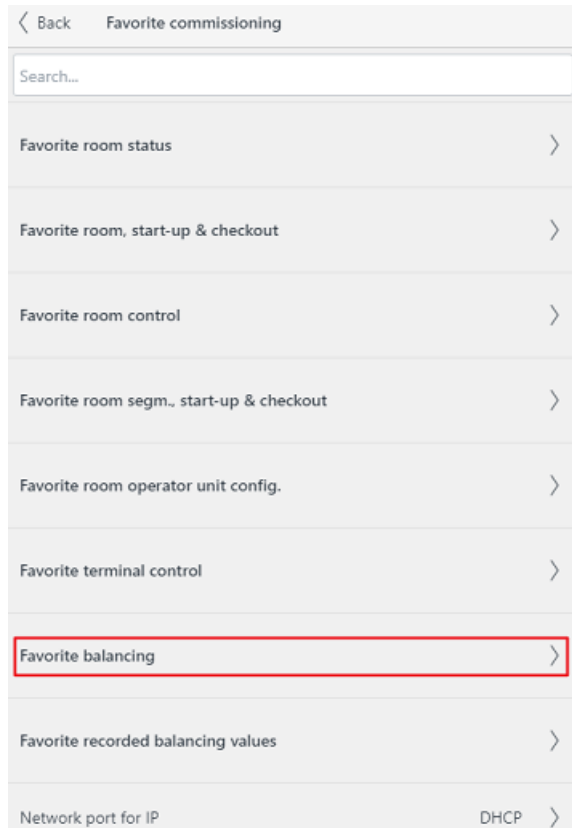 Back Favorite commissioning
Search...
Favorite room status
Favorite room, start-up & checkout
Favorite room control
Favorite room segm., start-up & checkout
Favorite room operator unit config.
Favorite terminal control
Favorite balancing
Favorite recorded balancing values
Network port for IP DHCP